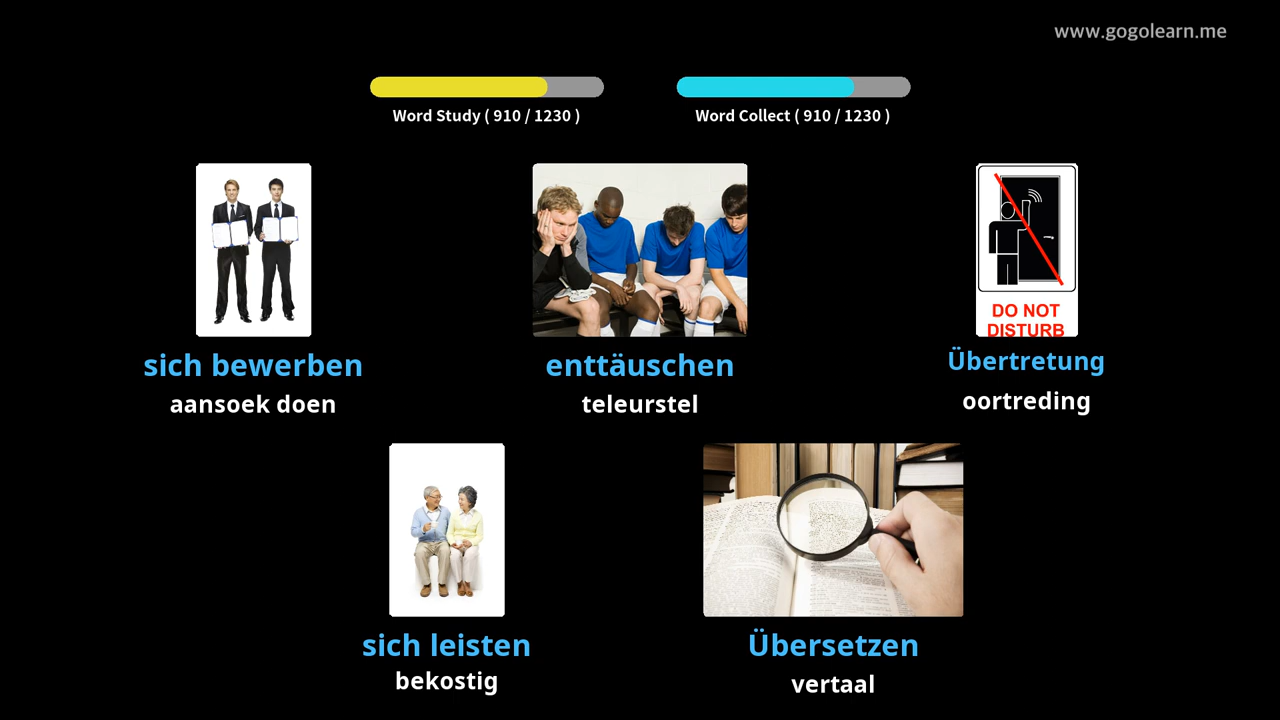 www.gogolearn.me
Word Study ( 910 / 1230 )
Word Collect ( 910 / 1230 )
DO NOT
DISTURB
sich bewerben
enttäuschen
Übertretung
aansoek doen
teleurstel
oortreding
sich leisten
Übersetzen
bekostig
vertaal